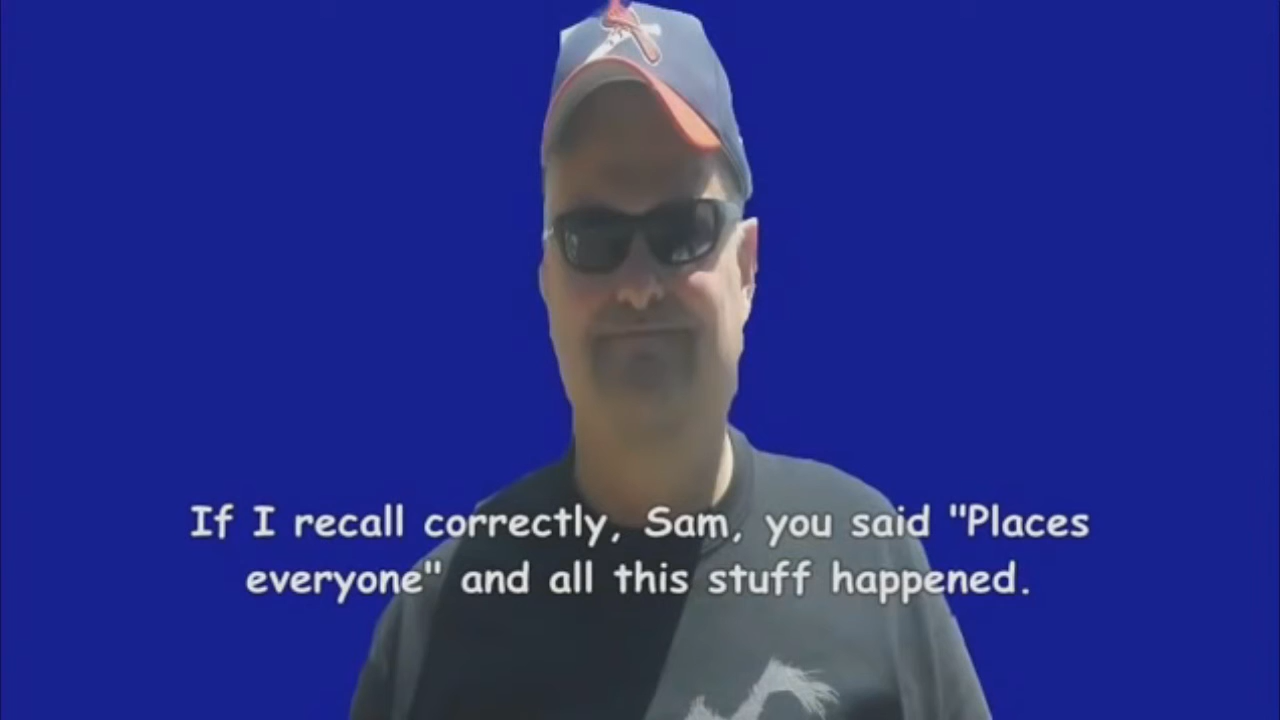 If I recall correctly, Sam, you said "Places
everyone" and all this stuff happened.